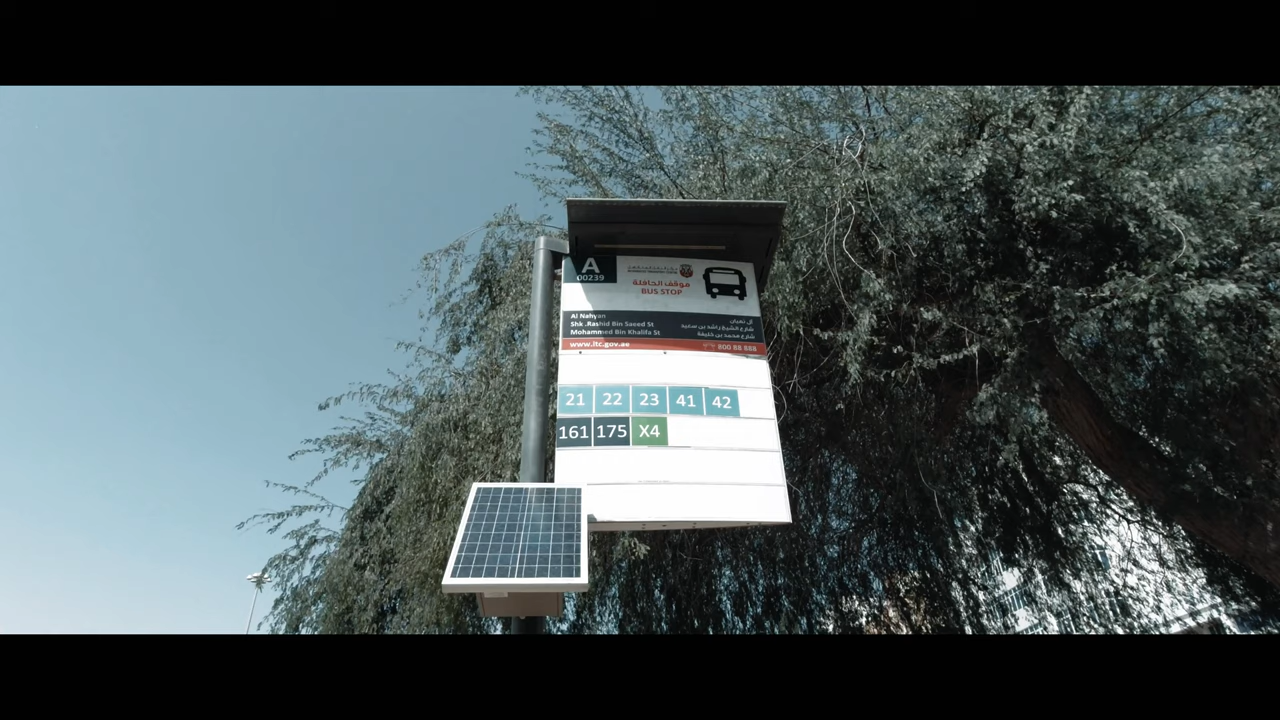 A
00239
موقف الحافلة
BUS STOP
Al Nahyan
Shk .Rashid Bin Saeed St
Mohammed Bin Khalifa St
آل نهيان
شارع الشيخ راشد بن سعيد
شارع محمد بن خليفة
www.itc.gov.ae
800 88 888
21 22 23 41 42
161 175 X4